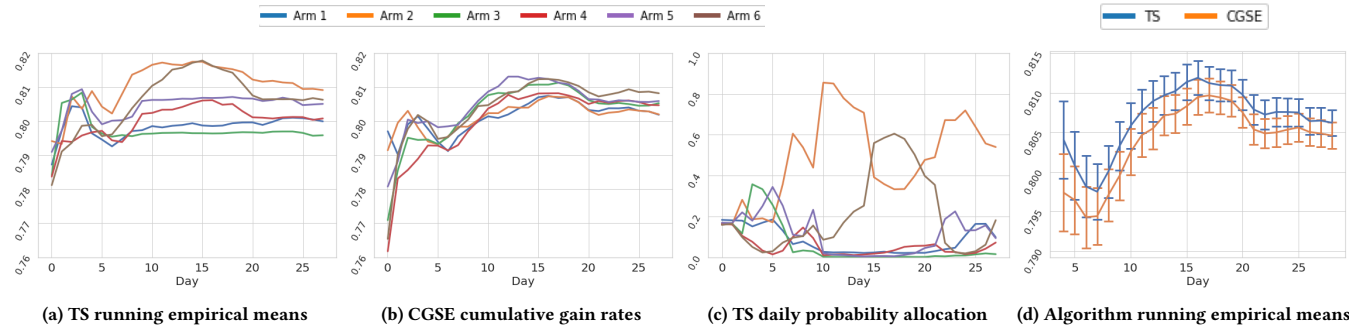 Arm 1 Arm 2 Arm 3 Arm 4 Arm 5 Arm 6
TS CGSE
0.82
0.81
0.80
0.79
0.78
0.77
0.76
0 5 10 15 20 25
Day
(a) TS running empirical means
0.82
0.81
0.80
0.79
0.78
0.77
0.76
0 5 10 15 20 25
Day
(b) CGSE cumulative gain rates
1.0
0.8
0.6
0.4
0.2
0.0
0 5 10 15 20 25
Day
(c) TS daily probability allocation
0.815
0.810
0.805
0.800
0.795
0.790
5 10 15 20 25
Day
(d) Algorithm running empirical means